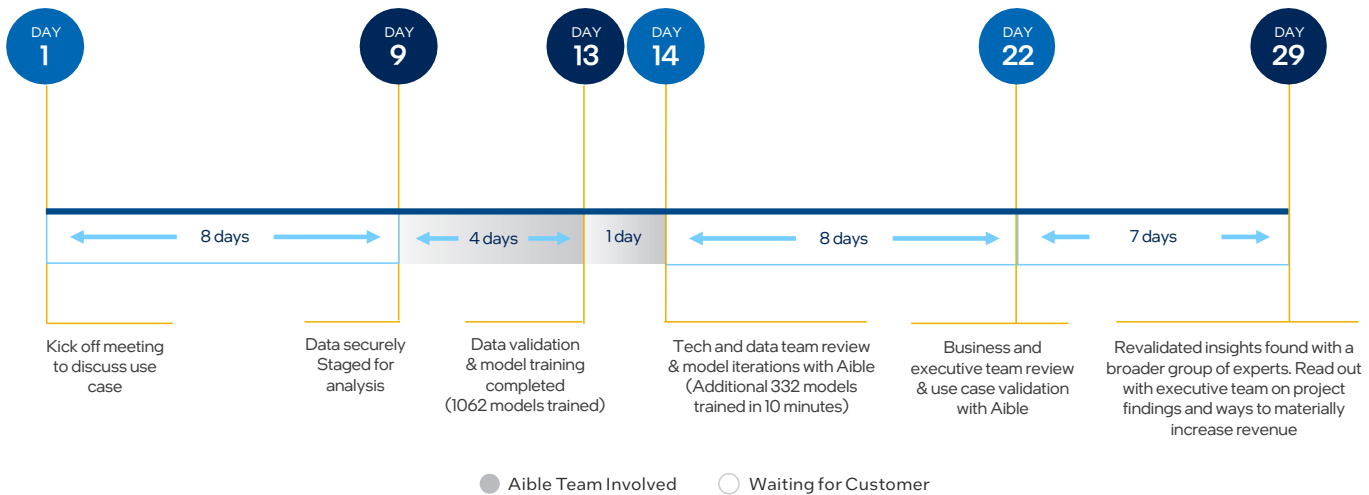 DAY
1
DAY
9
DAY
13
DAY
14
DAY
22
DAY
29
8 days
4 days
1 day
8 days
7 days
Kick off meeting
to discuss use
case
Data securely
Staged for
analysis
Data validation
& model training
completed
(1062 models trained)
Tech and data team review
& model iterations with Aible
(Additional 332 models
trained in 10 minutes)
Business and
executive team review
& use case validation
with Aible
Revalidated insights found with a
broader group of experts. Read out
with executive team on project
findings and ways to materially
increase revenue
Aible Team Involved
Waiting for Customer